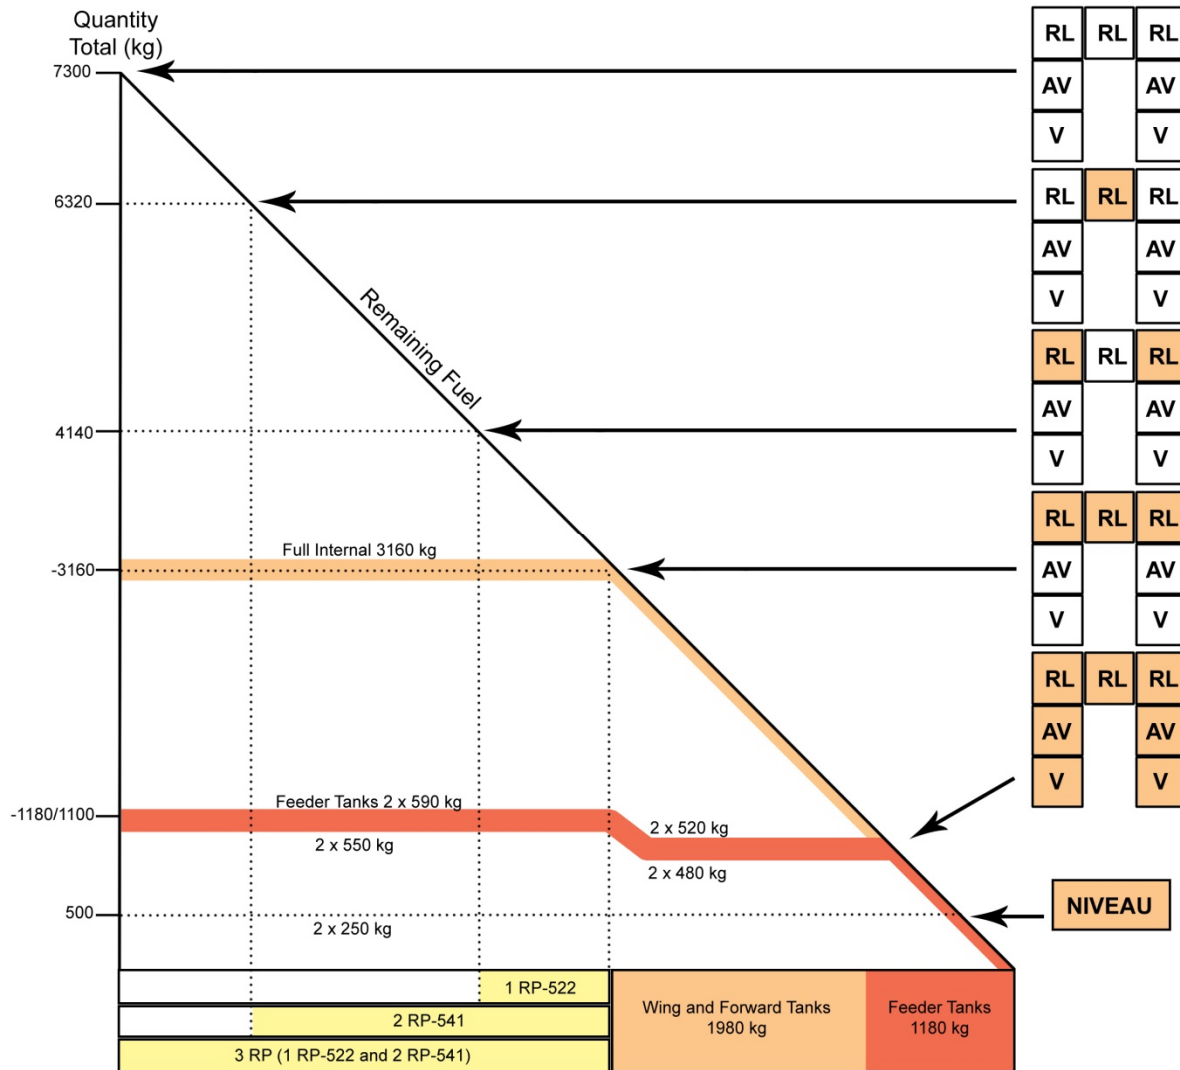 Quantity
Total (kg)
7300
6320
4140
-3160
-1180/1100
500
Remaining Fuel
Full Internal 3160 kg
Feeder Tanks 2 x 590 kg
2 x 550 kg
2 x 520 kg
2 x 480 kg
2 x 250 kg
RL RL RL
AV AV
V V
RL RL RL
AV AV
V V
RL RL RL
AV AV
V V
RL RL RL
AV AV
V V
RL RL RL
AV AV
V V
NIVEAU
1 RP-522
2 RP-541
3 RP (1 RP-522 and 2 RP-541)
Wing and Forward Tanks
1980 kg
Feeder Tanks
1180 kg